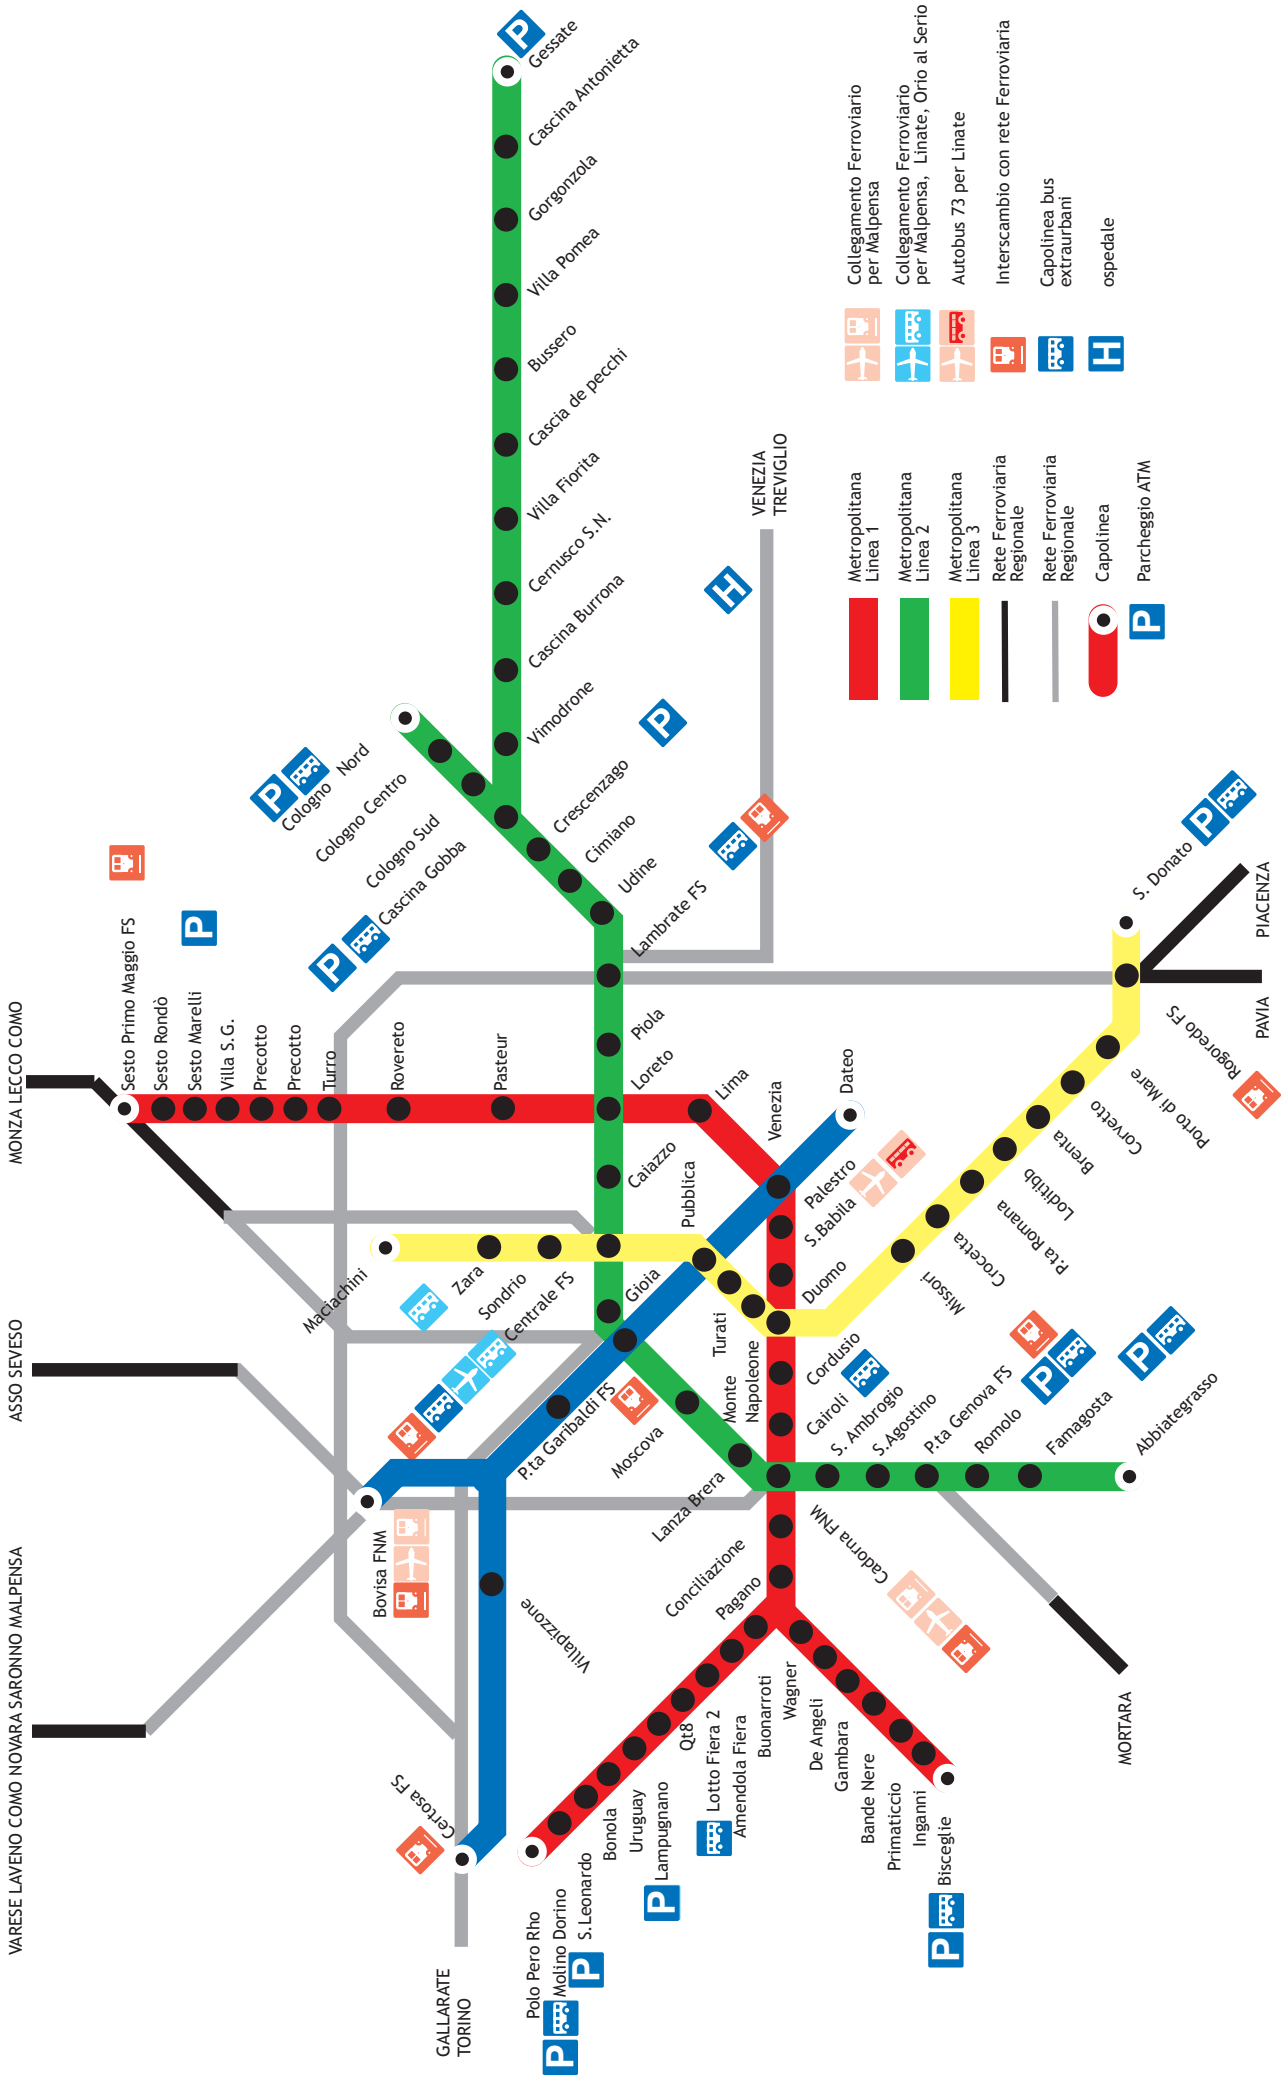 VARESE LAVENO COMO NOVARA SARONNO MALPENSA
ASSO SEVESO
MONZA LECCO COMO
GALLARATE
TORINO
Certosa FS
Villapizzone
Bovisa FNM
P.ta Garibaldi FS
Polo Pero Rho
P
Molino Dorino
P
S.Leonardo
Bonola
Uruguay
P
Lampugnano
Qt8
Lotto Fiera 2
Amendola Fiera
Buonarroti
Pagano
Conciliazione
Wagner
De Angeli
Gambara
Bande Nere
Primaticcio
Inganni
P
Bisceglie
Cadorna FNM
Cairoli
Cordusio
Duomo
S.Babila
Palestro
Venezia
Lima
Loreto
Pasteur
Rovereto
Turro
Precotto
Precotto
Villa S.G.
Sesto Marelli
Sesto Rondò
Sesto Primo Maggio FS
P
Dateo
Pubblica
Maciachini
Zara
Sondrio
Centrale FS
Turati
Monte
Napoleone
Missori
Crocetta
P.ta Romana
Loditibb
Brenta
Corvetto
Porto di Mare
Rogoredo FS
S. Donato
P
PAVIA
PIACENZA
Abbiategrasso
P
Famagosta
P
Romolo
P.ta Genova FS
S.Agostino
S. Ambrogio
MORTARA
Lanza Brera
Moscova
Gioia
Caiazzo
Piola
Lambrate FS
Udine
Cimiano
Crescenzago
P
P
Cascina Gobba
Cologno Sud
Cologno Centro
P
Cologno Nord
Vimodrone
Cascina Burrona
Cernusco S.N.
Villa Fiorita
Cascia de pecchi
Bussero
Villa Pomea
Gorgonzola
Cascina Antonietta
Gessate
P
VENEZIA
TREVIGLIO
H
Metropolitana
Linea 1
Metropolitana
Linea 2
Metropolitana
Linea 3
Rete Ferroviaria
Regionale
Rete Ferroviaria
Regionale
Capolinea
P
Parcheggio ATM
Collegamento Ferroviario
per Malpensa
Collegamento Ferroviario
per Malpensa, Linate, Orio al Serio
Autobus 73 per Linate
Interscambio con rete Ferroviaria
Capolinea bus
extraurbani
H
ospedale